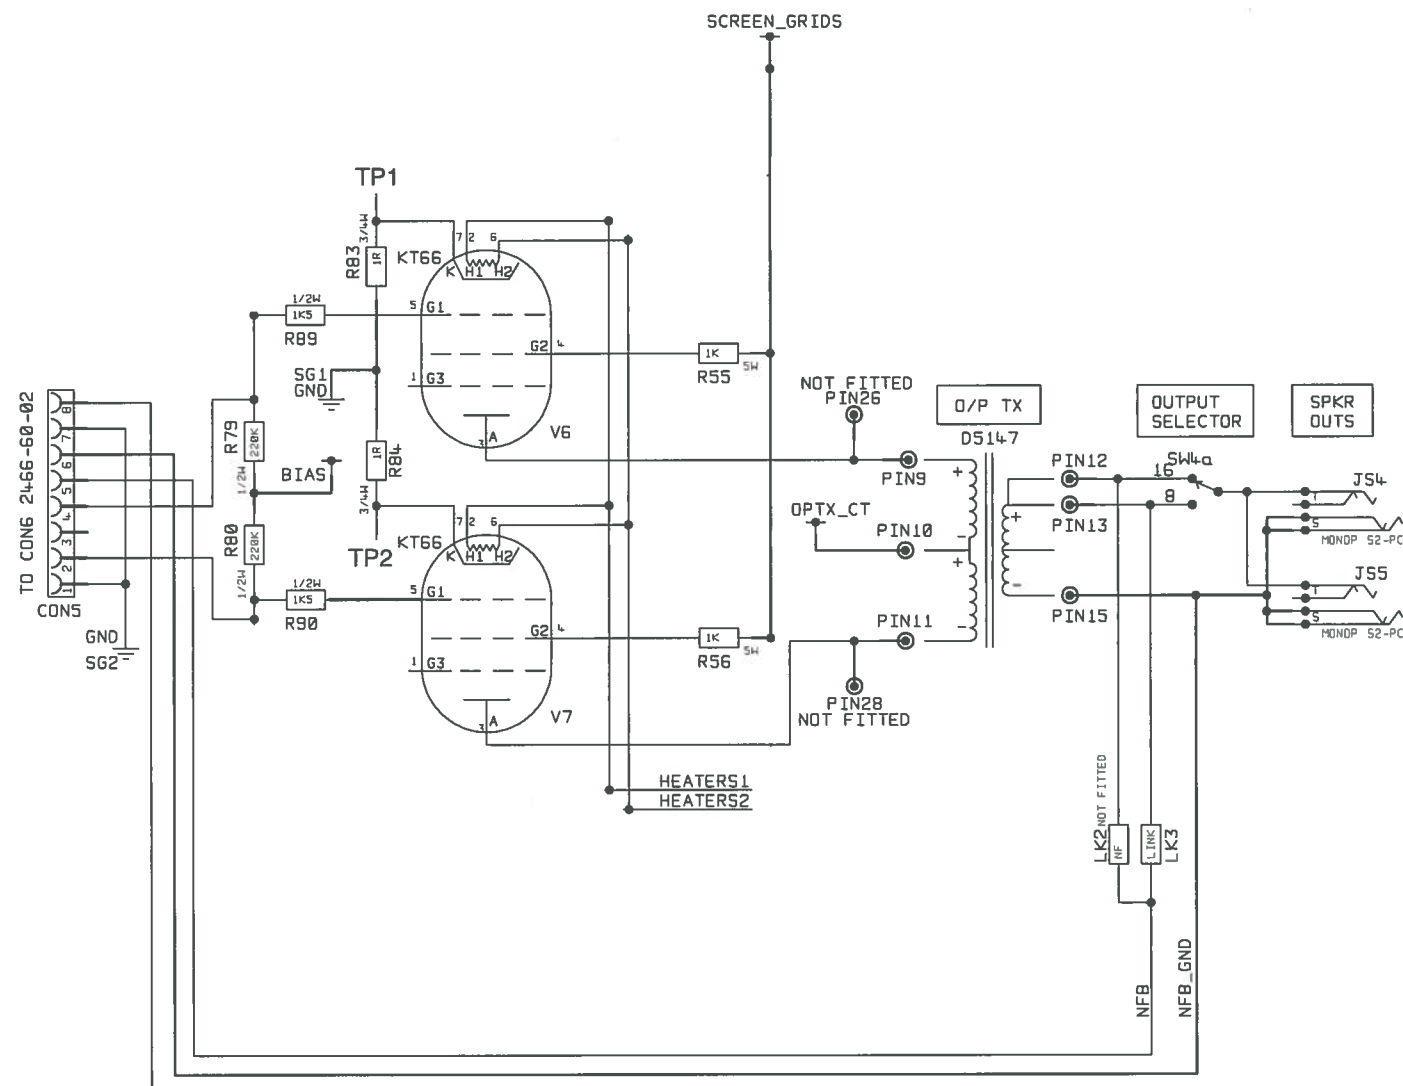 SCREEN_GRIDS
TP1
3/4W
R83
1R
KT66
7 2 6
K H1 H2
1/2W
1K5
R89
5 G1
G2 4
1 G3
A
3
V6
SG1
GND
1K
5W
R55
NOT FITTED
PIN26
O/P TX
D5147
OUTPUT
SELECTOR
SPKR
OUTS
TO CON6 2466-60-02
8
7
6
5
4
3
2
1
CON5
R79
220K
1/2W
BIAS
R80
220K
1/2W
1R
R84
3/4W
TP2
PIN9
OPTX_CT
PIN10
PIN11
+
-
+
-
+
-
PIN12
PIN13
PIN15
SW4a
16
8
JS4
T
S
MONOP S2-PC
JS5
T
S
MONOP S2-PC
KT66
7 2 6
K H1 H2
1/2W
1K5
R90
5 G1
G2 4
1 G3
A
3
V7
1K
5W
R56
GND
SG2
PIN28
NOT FITTED
HEATERS1
HEATERS2
LK2
NOT FITTED
NF
LINK
LK3
NFB
NFB_GND